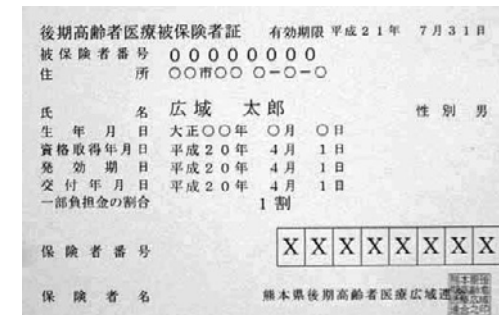 後期高齢者医療被保険者証 有効期限 平成21年 7月31日
被保険者番号 00000000
住所 ○○市○○ ○-○-○
氏名 広域 太郎 性別 男
生年月日 大正○○年 ○月 ○日
資格取得年月日 平成20年 4月 1日
発効期日 平成20年 4月 1日
交付年月日 平成20年 4月 1日
一部負担金の割合 1割
保険者番号 X X X X X X X X
保険者名 熊本県後期高齢者医療広域連合